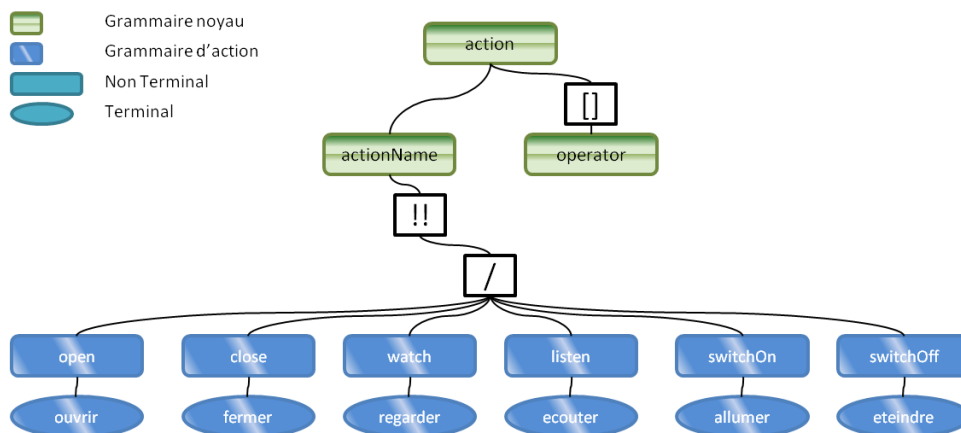 Grammaire noyau
Grammaire d'action
Non Terminal
Terminal
action
[]
actionName
operator
!!
/
open
close
watch
listen
switchOn
switchOff
ouvrir
fermer
regarder
ecouter
allumer
eteindre